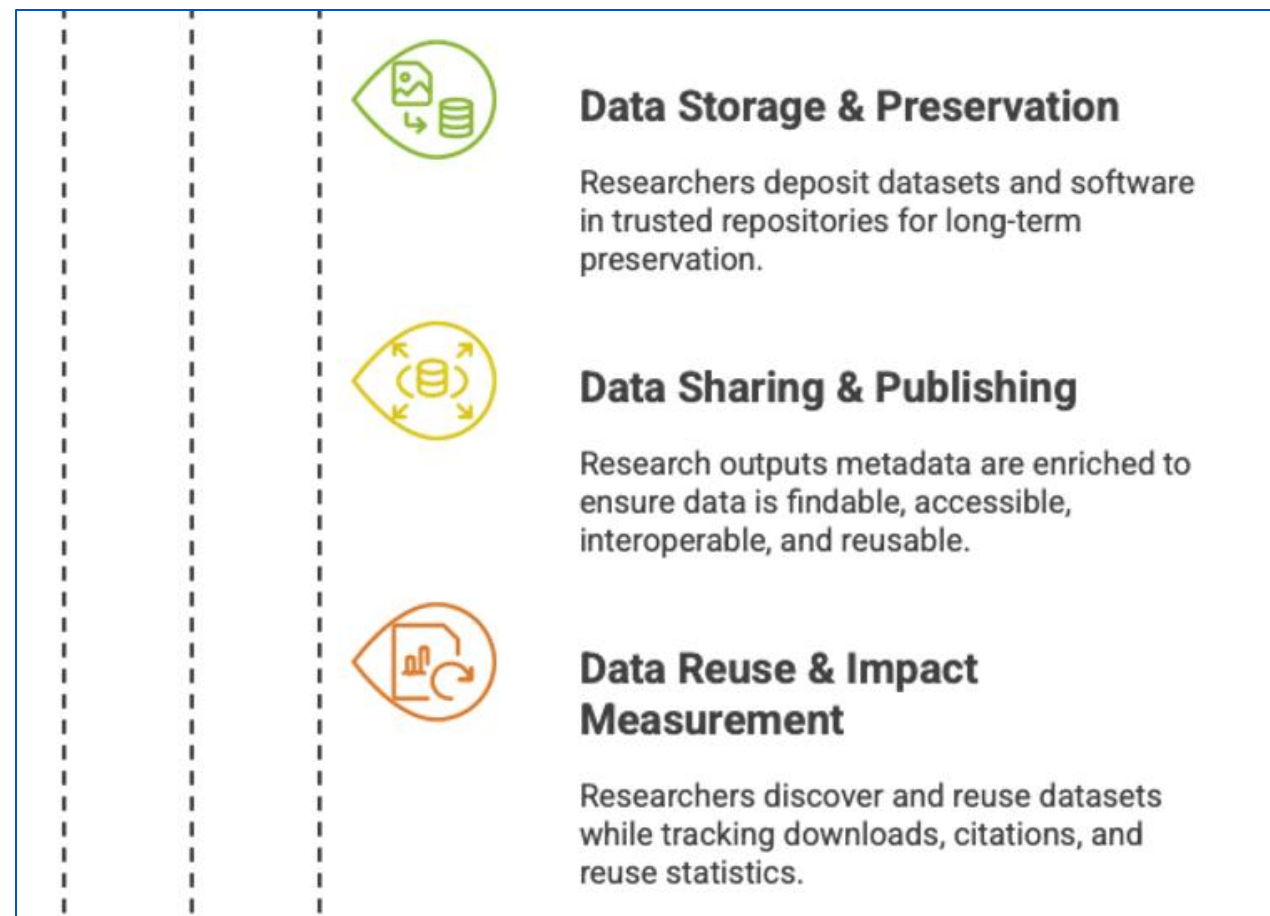 Data Storage & Preservation
Researchers deposit datasets and software
in trusted repositories for long-term
preservation.
Data Sharing & Publishing
Research outputs metadata are enriched to
ensure data is findable, accessible,
interoperable, and reusable.
Data Reuse & Impact
Measurement
Researchers discover and reuse datasets
while tracking downloads, citations, and
reuse statistics.